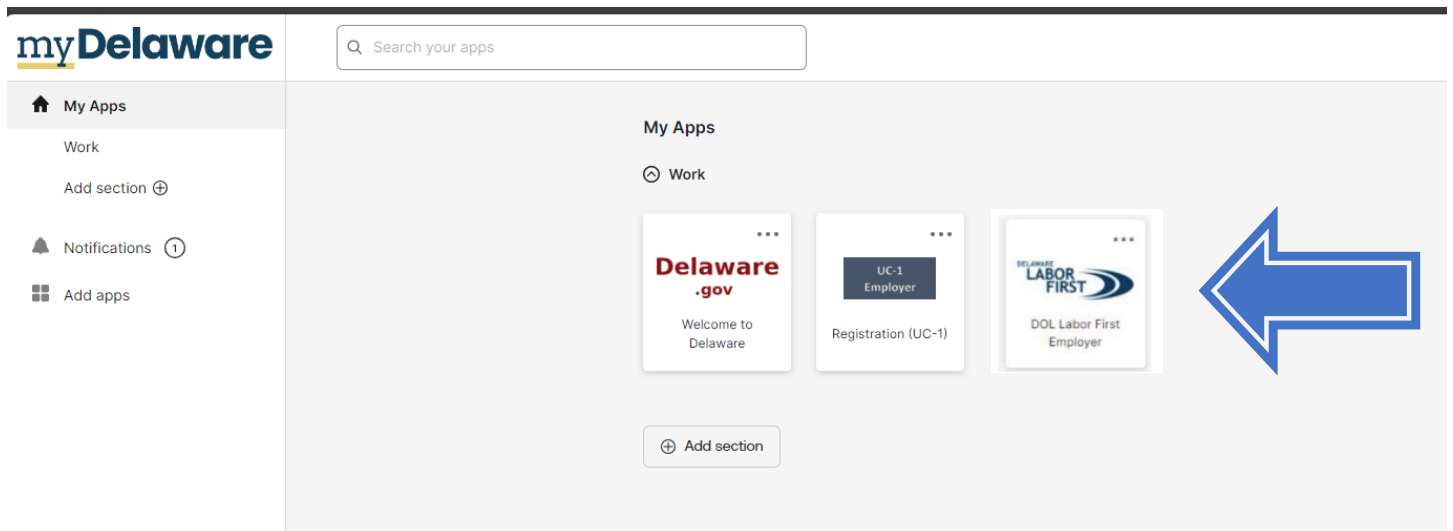 myDelaware
Search your apps
My Apps
Work
Add section
Notifications 1
Add apps
My Apps
Work
Delaware
.gov
Welcome to
Delaware
UC-1
Employer
Registration (UC-1)
DELAWARE
LABOR
FIRST
DOL Labor First
Employer
Add section